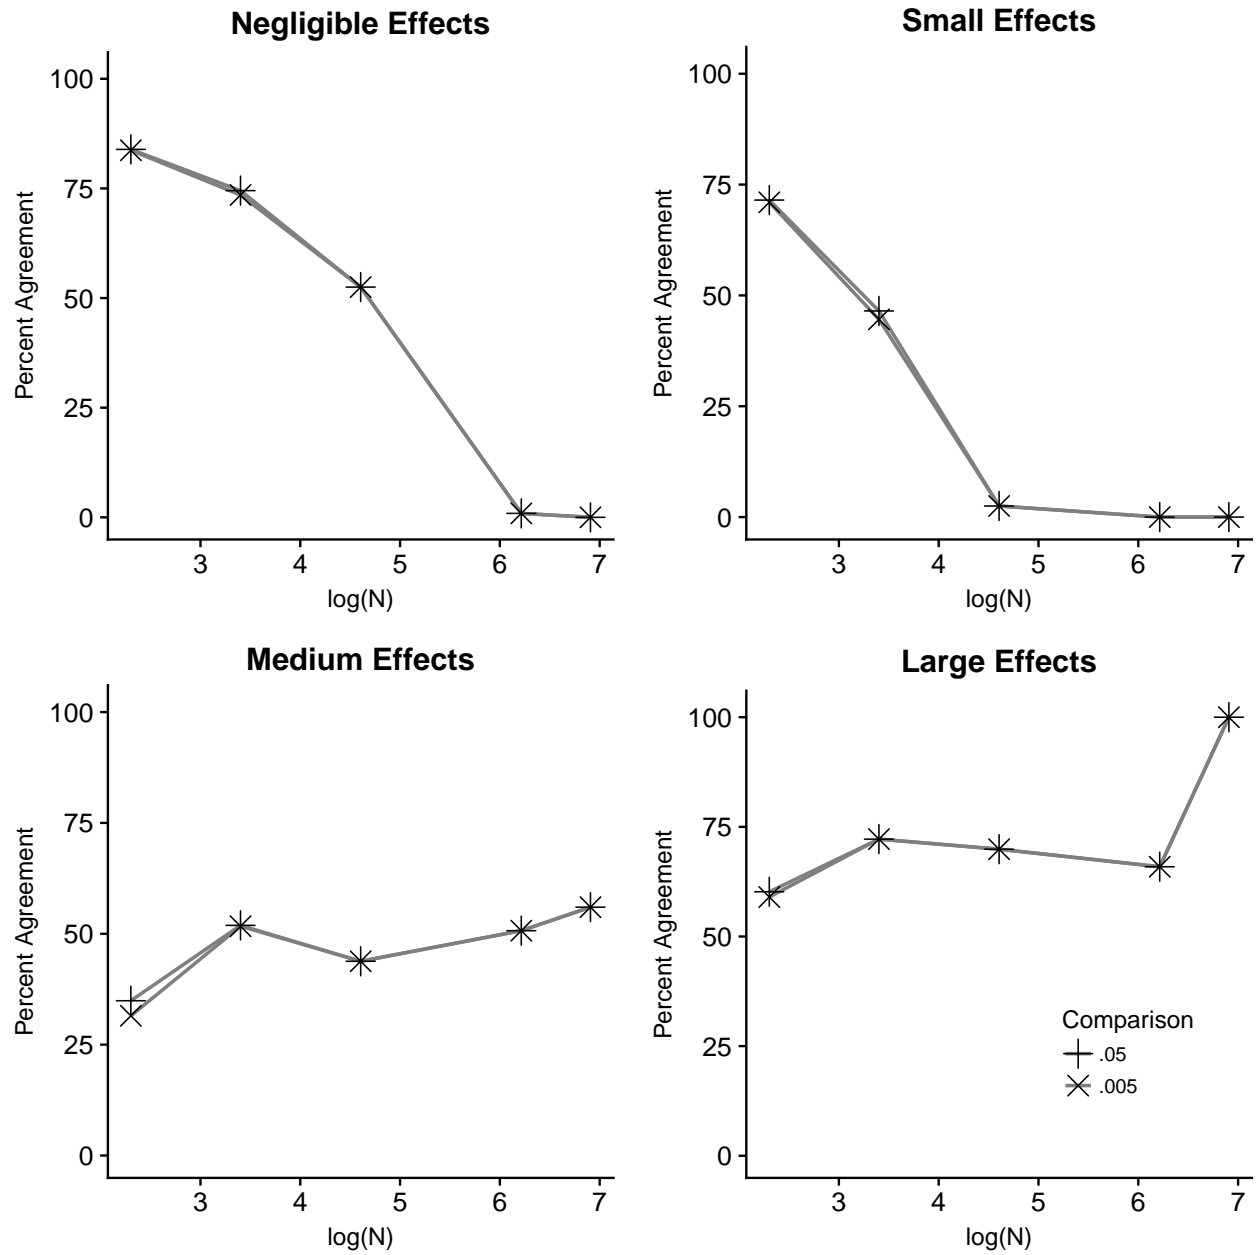 Negligible Effects
Percent Agreement
100
75
50
25
0
3 4 5 6 7
log(N)
Small Effects
Percent Agreement
100
75
50
25
0
3 4 5 6 7
log(N)
Medium Effects
Percent Agreement
100
75
50
25
0
3 4 5 6 7
log(N)
Large Effects
Percent Agreement
100
75
50
25
0
Comparison
.05
.005
3 4 5 6 7
log(N)